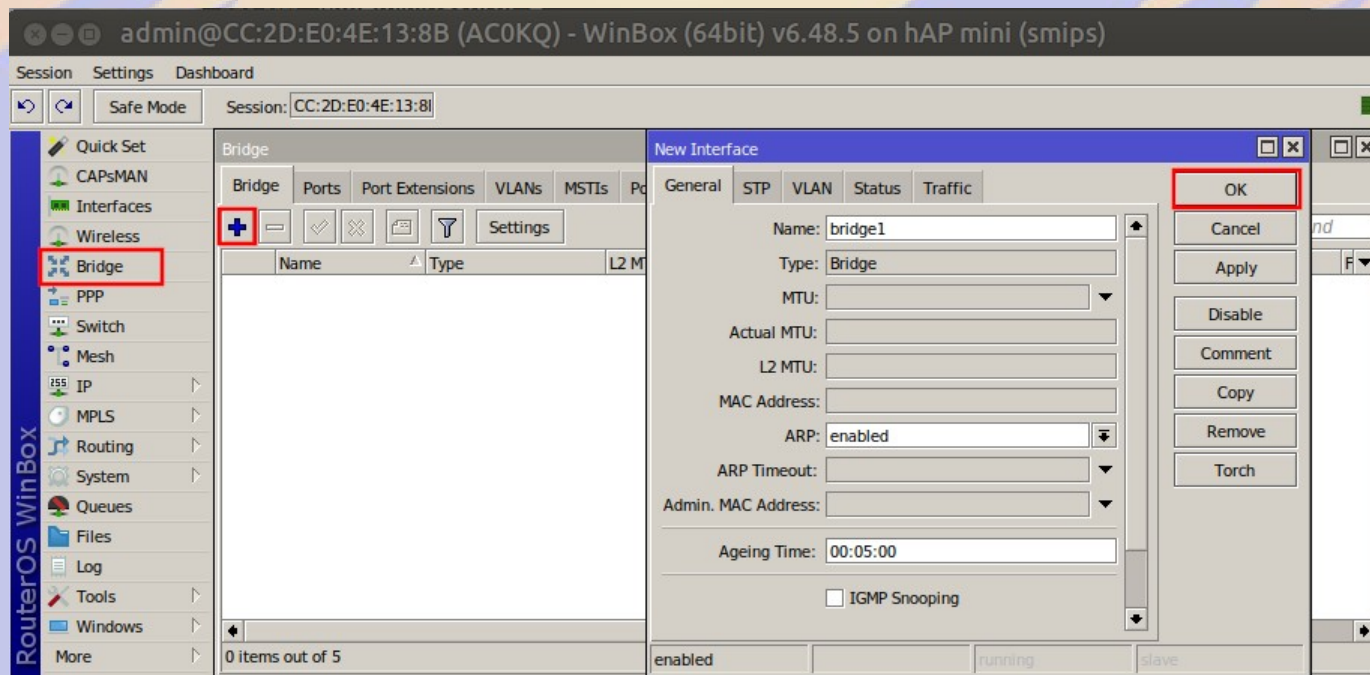 admin@CC:2D:E0:4E:13:8B (AC0KQ) - WinBox (64bit) v6.48.5 on hAP mini (smips)
Session Settings Dashboard
Safe Mode Session: CC:2D:E0:4E:13:8
RouterOS WinBox
Quick Set
CAPsMAN
Interfaces
Wireless
Bridge
PPP
Switch
Mesh
255 IP
MPLS
Routing
System
Queues
Files
Log
Tools
Windows
More
Bridge
Bridge Ports Port Extensions VLANs MSTIs
Settings
Name Type L2 M
0 items out of 5
New Interface
General STP VLAN Status Traffic
Name: bridge1
Type: Bridge
MTU:
Actual MTU:
L2 MTU:
MAC Address:
ARP: enabled
ARP Timeout:
Admin. MAC Address:
Ageing Time: 00:05:00
IGMP Snooping
enabled running slave
OK
Cancel
Apply
Disable
Comment
Copy
Remove
Torch
nd
F